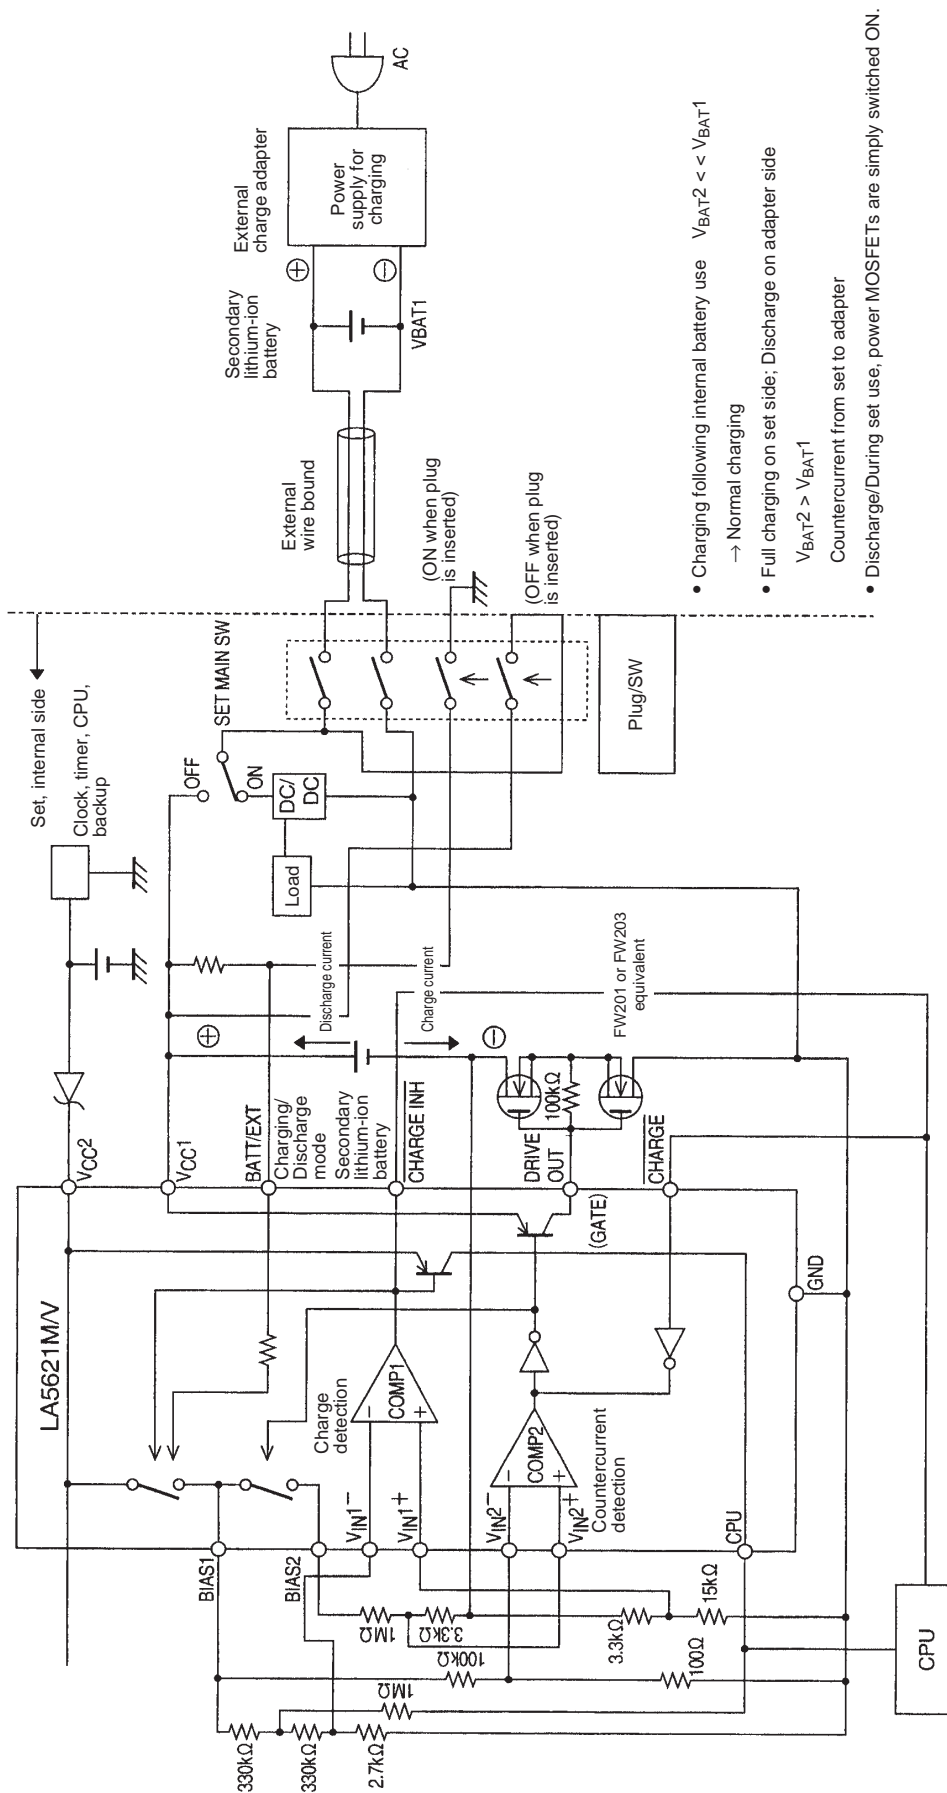 Set, internal side
Clock, timer, CPU,
backup
LA5621M/V
VCC2
VCC1
BATT/EXT
Charging/
Discharge
mode
Secondary
lithium-ion
battery
CHARGE INH
DRIVE
OUT
(GATE)
CHARGE
GND
BIAS1
BIAS2
VIN1−
VIN1+
VIN2−
VIN2+
CPU
Charge
detection
COMP1
−
+
COMP2
−
+
Countercurrent
detection
330kΩ
330kΩ
2.7kΩ
1MΩ
100kΩ
1MΩ
3.3kΩ
3.3kΩ
15kΩ
100Ω
CPU
⊕
⊖
Discharge current
Charge current
100kΩ
FW201 or FW203
equivalent
Load
DC/
DC
OFF
ON
SET MAIN SW
(ON when plug
is inserted)
(OFF when plug
is inserted)
Plug/SW
External
wire bound
Secondary
lithium-ion
battery
VBAT1
⊕
⊖
External
charge adapter
Power
supply for
charging
AC
• Charging following internal battery use VBAT2 < < VBAT1
→ Normal charging
• Full charging on set side; Discharge on adapter side
VBAT2 > VBAT1
Countercurrent from set to adapter
• Discharge/During set use, power MOSFETs are simply switched ON.